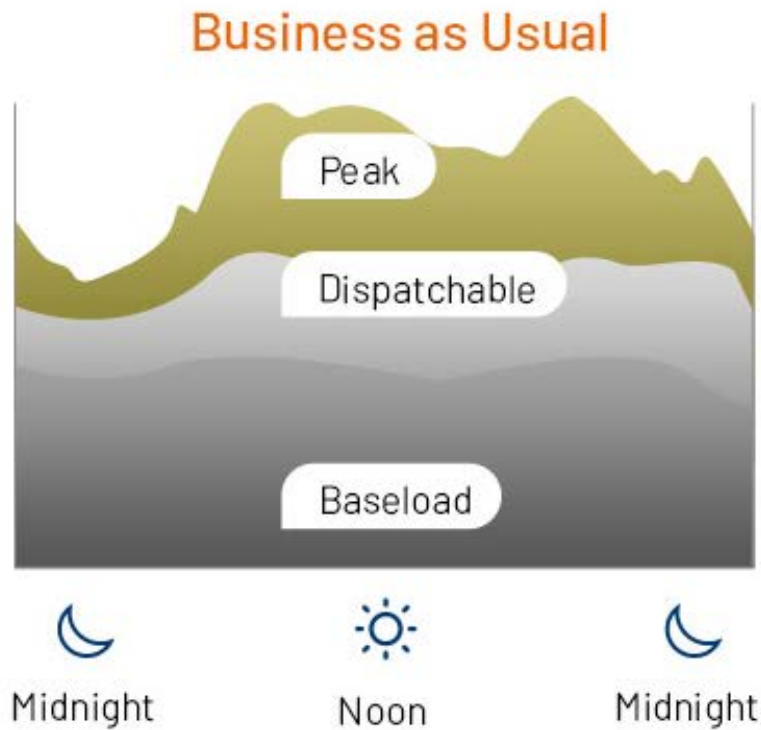 Business as Usual
Peak
Dispatchable
Baseload
Midnight
Noon
Midnight